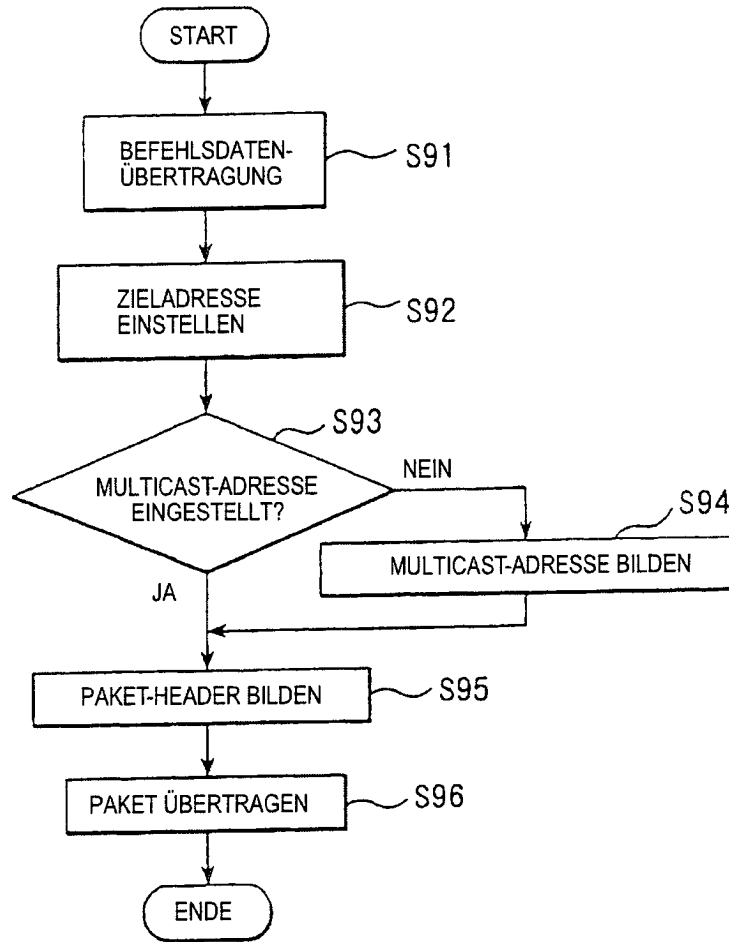 START
BEFEHLSDATEN-
ÜBERTRAGUNG
S91
ZIELADRESSE
EINSTELLEN
S92
S93
MULTICAST-ADRESSE
EINGESTELLT?
NEIN
S94
MULTICAST-ADRESSE BILDEN
JA
PAKET-HEADER BILDEN
S95
PAKET ÜBERTRAGEN
S96
ENDE